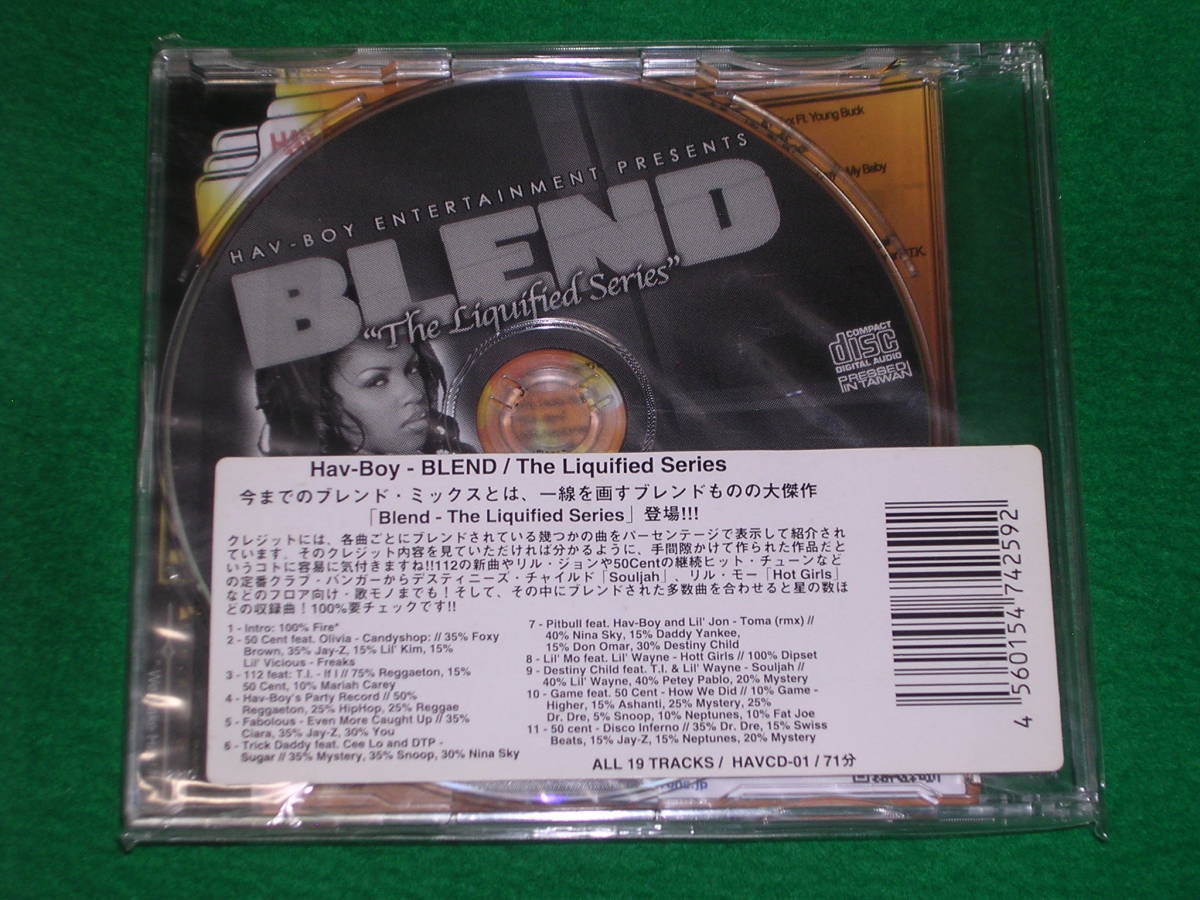 HAV-BOY ENTERTAINMENT PRESENTS
BLEND
"The Liquified Series"
Ft. Young Buck
My Baby
T.K.
COMPACT
disc
DIGITAL AUDIO
PRESSED
IN TAIWAN
Hav-Boy - BLEND / The Liquified Series
今までのブレンド・ミックスとは、一線を画すブレンドものの大傑作
「Blend - The Liquified Series」登場!!!
クレジットには、各曲ごとにブレンドされている幾つかの曲をパーセンテージで表示して紹介され
ています。そのクレジット内容を見ていただければ分かるように、手間隙かけて作られた作品だと
いうコトに容易に気付きますね!!112の新曲やリル・ジョンや50Centの継続ヒット・チューンなど
の定番クラブ・バンガーからデスティニーズ・チャイルド「Souljah」、リル・モー「Hot Girls」
などのフロア向け・歌モノまでも!そして、その中にブレンドされた多数曲を合わせると星の数ほ
どの収録曲!100%要チェックです!!
1 - Intro: 100% Fire*
2 - 50 Cent feat. Olivia - Candyshop: // 35% Foxy
Brown, 35% Jay-Z, 15% Lil' Kim, 15%
Lil' Vicious - Freaks
3 - 112 feat: T.I. - If I // 75% Reggaeton, 15%
50 Cent, 10% Mariah Carey
4 - Hav-Boy's Party Record // 50%
Reggaeton, 25% HipHop, 25% Reggae
5 - Fabolous - Even More Caught Up // 35%
Ciara, 35% Jay-Z, 30% You
6 - Trick Daddy feat. Cee Lo and DTP -
Sugar // 35% Mystery, 35% Snoop, 30% Nina Sky
7 - Pitbull feat. Hav-Boy and Lil' Jon - Toma (rmx) //
40% Nina Sky, 15% Daddy Yankee,
15% Don Omar, 30% Destiny Child
8 - Lil' Mo feat. Lil' Wayne - Hott Girls // 100% Dipset
9 - Destiny Child feat. T.I. & Lil' Wayne - Souljah //
40% Lil' Wayne, 40% Petey Pablo, 20% Mystery
10 - Game feat. 50 Cent - How We Did // 10% Game -
Higher, 15% Ashanti, 25% Mystery, 25%
Dr. Dre, 5% Snoop, 10% Neptunes, 10% Fat Joe
11 - 50 cent - Disco Inferno // 35% Dr. Dre, 15% Swiss
Beats, 15% Jay-Z, 15% Neptunes, 20% Mystery
ALL 19 TRACKS / HAVCD-01 / 71分
4 560154 742592